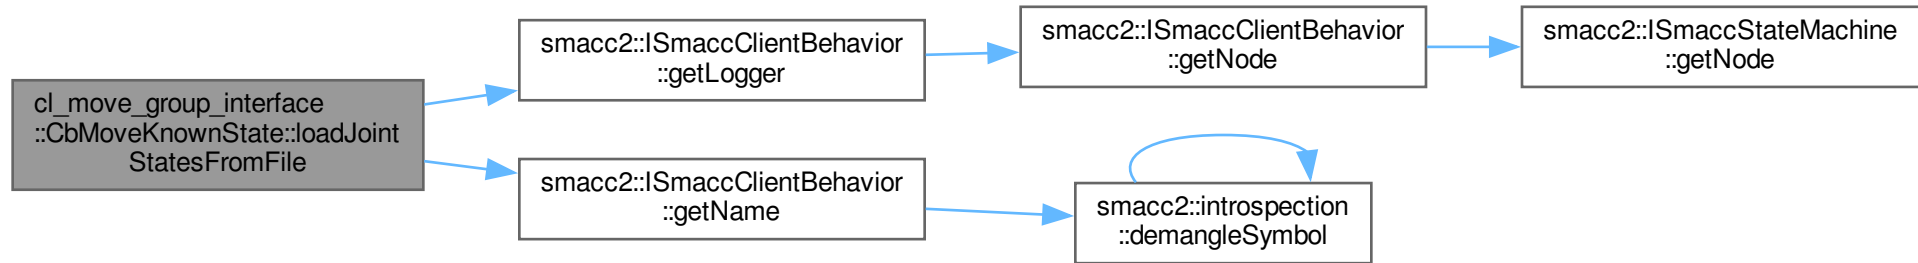 cl_move_group_interface
::CbMoveKnownState::loadJoint
StatesFromFile
smacc2::ISmaccClientBehavior
::getLogger
smacc2::ISmaccClientBehavior
::getNode
smacc2::ISmaccStateMachine
::getNode
smacc2::ISmaccClientBehavior
::getName
smacc2::introspection
::demangleSymbol